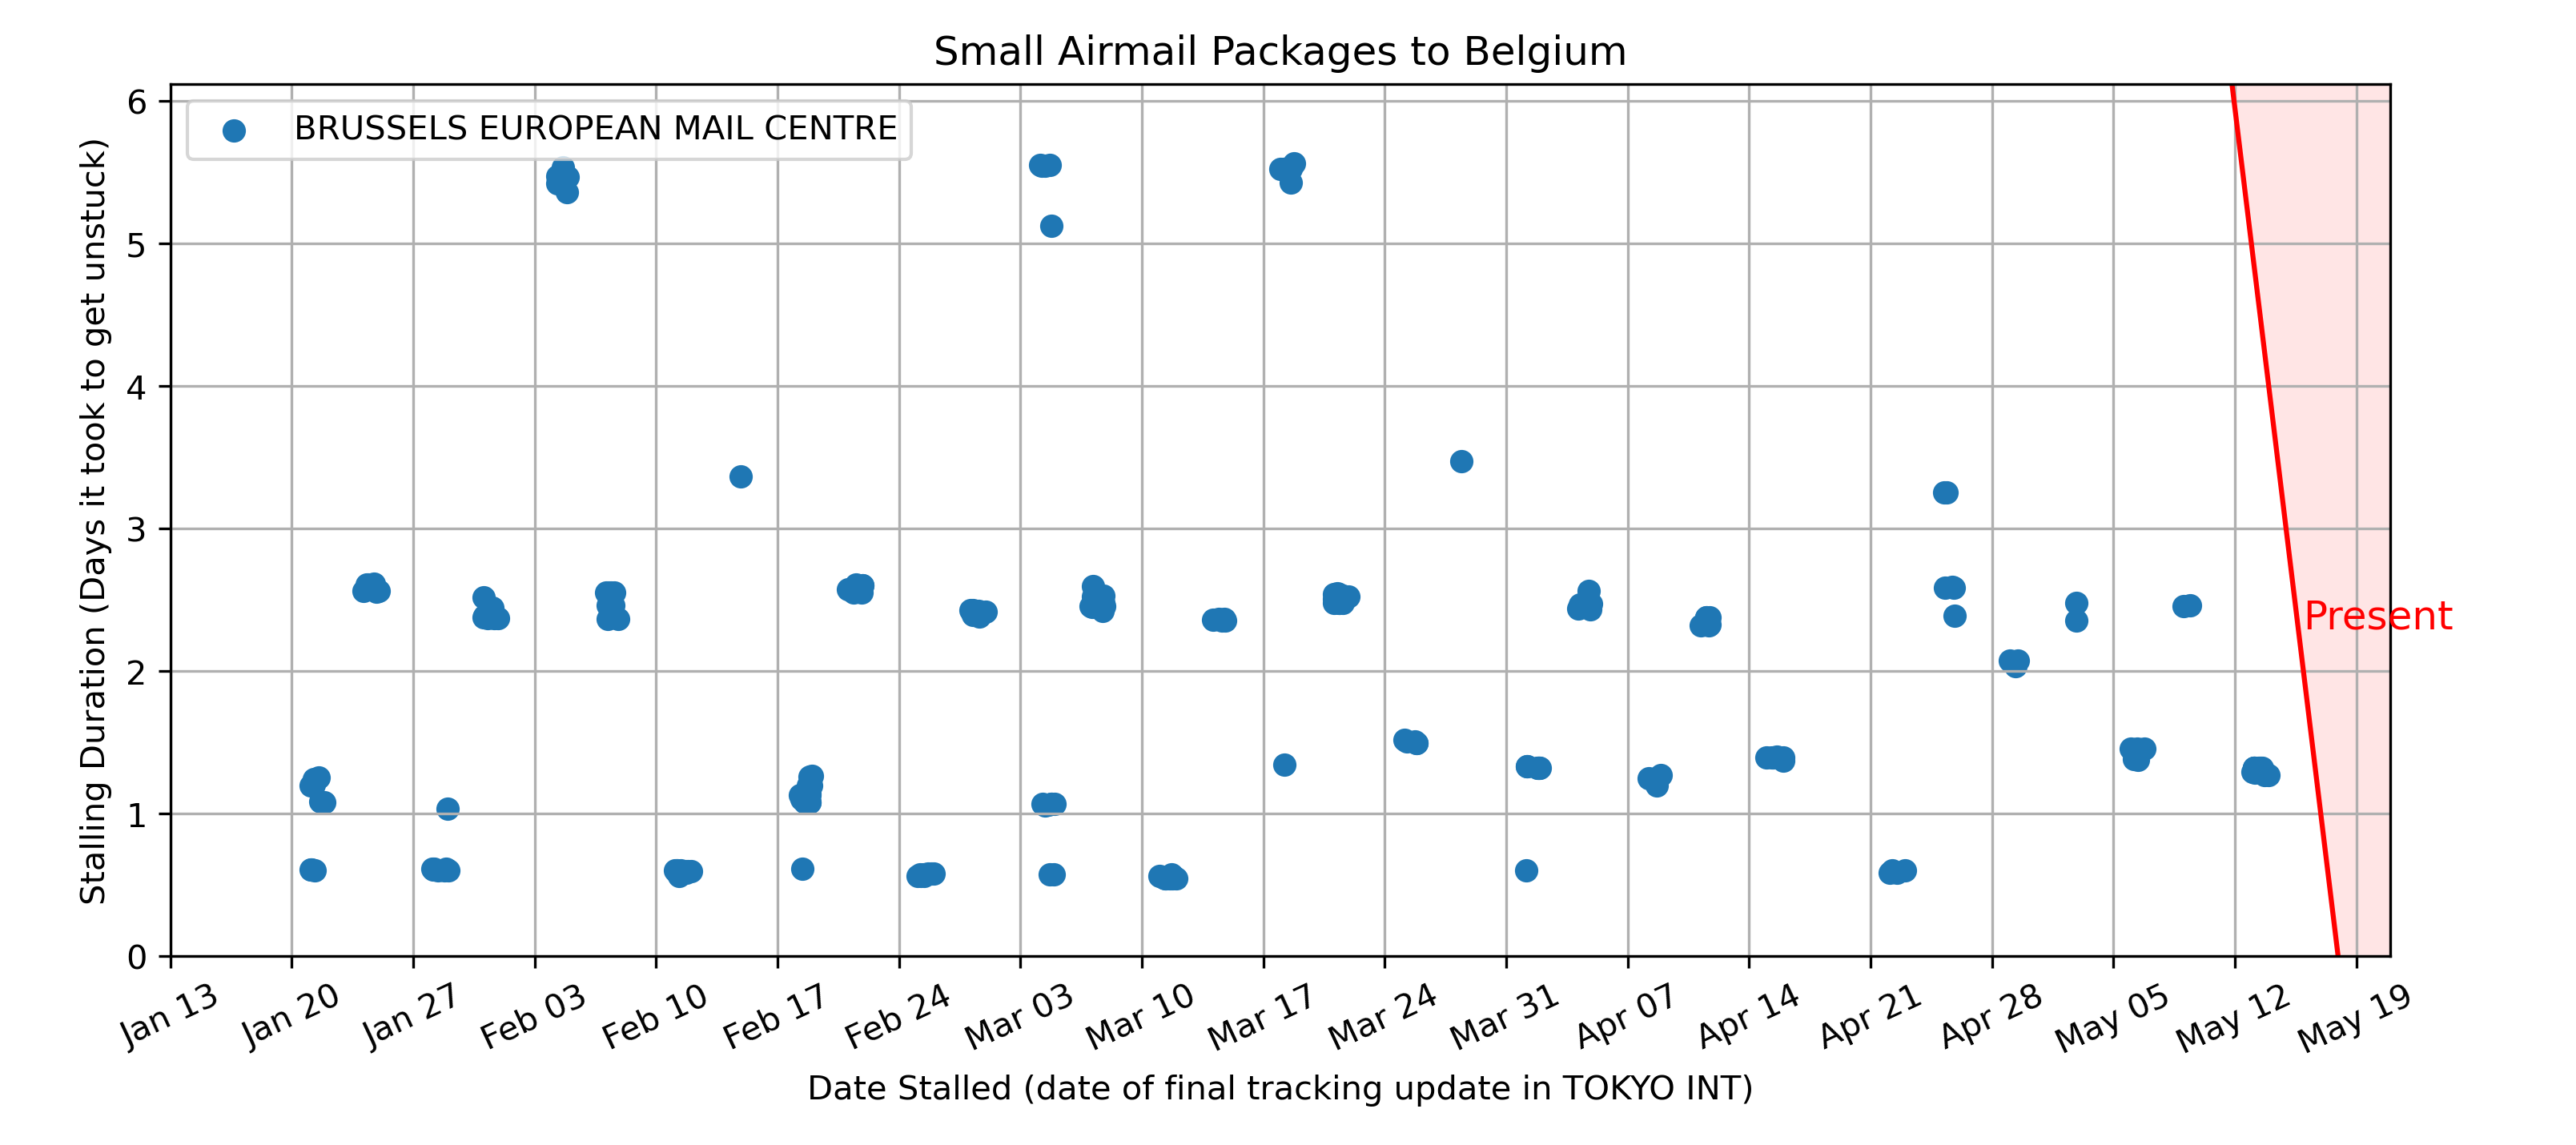 Small Airmail Packages to Belgium
BRUSSELS EUROPEAN MAIL CENTRE
Stalling Duration (Days it took to get unstuck)
6
5
4
3
2
1
0
Present
Jan 13
Jan 20
Jan 27
Feb 03
Feb 10
Feb 17
Feb 24
Mar 03
Mar 10
Mar 17
Mar 24
Mar 31
Apr 07
Apr 14
Apr 21
Apr 28
May 05
May 12
May 19
Date Stalled (date of final tracking update in TOKYO INT)